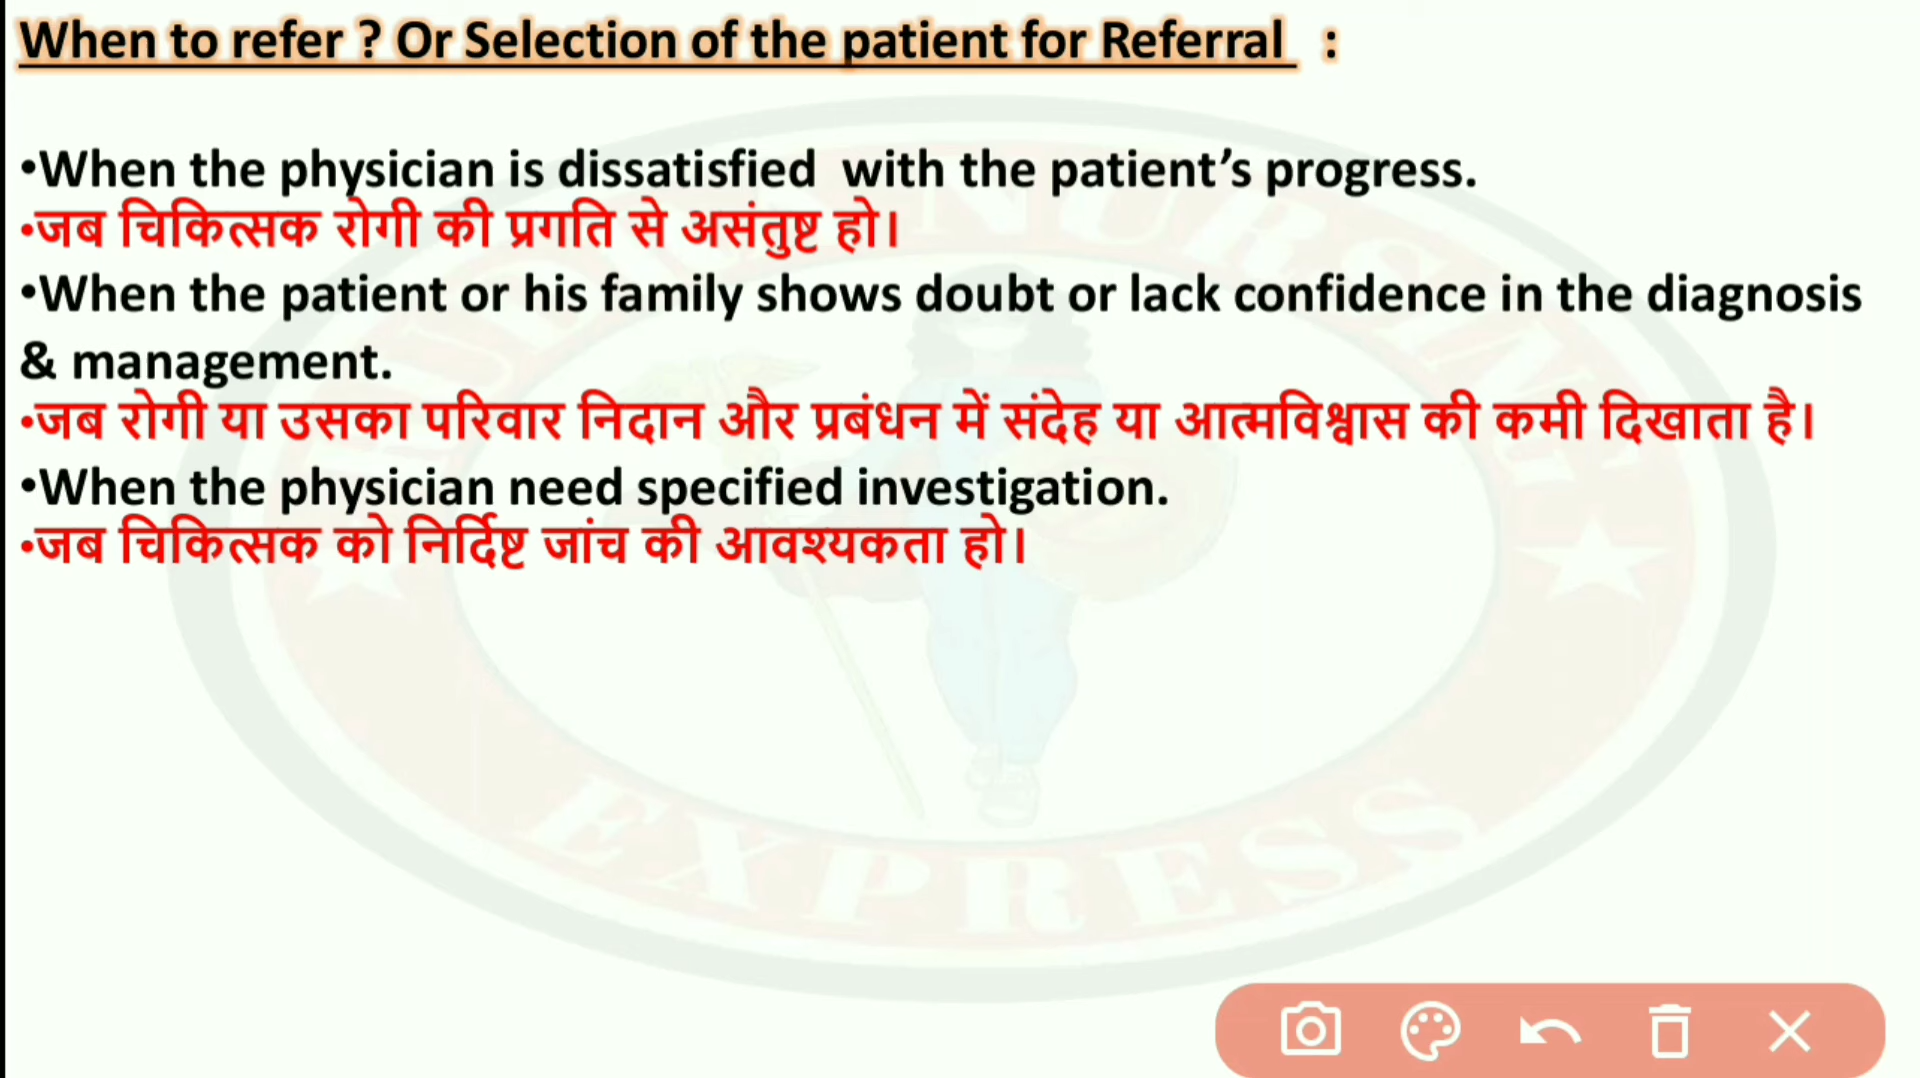 When to refer ? Or Selection of the patient for Referral :
•When the physician is dissatisfied with the patient’s progress.
•जब चिकित्सक रोगी की प्रगति से असंतुष्ट हो।
•When the patient or his family shows doubt or lack confidence in the diagnosis
& management.
•जब रोगी या उसका परिवार निदान और प्रबंधन में संदेह या आत्मविश्वास की कमी दिखाता है।
•When the physician need specified investigation.
•जब चिकित्सक को निर्दिष्ट जांच की आवश्यकता हो।
NURSING
EXPRESS